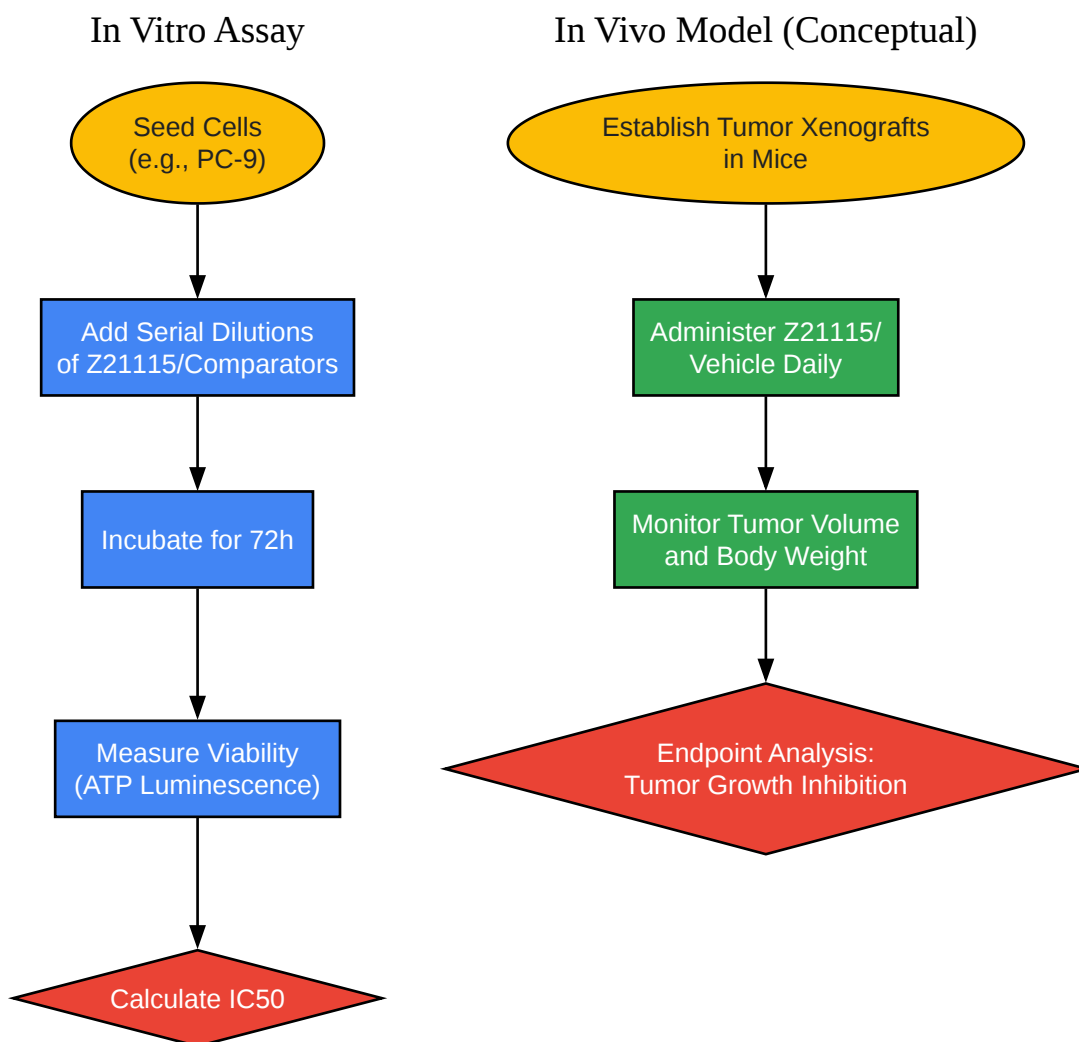 In Vitro Assay
Seed Cells
(e.g., PC-9)
Add Serial Dilutions
of Z21115/Comparators
Incubate for 72h
Measure Viability
(ATP Luminescence)
Calculate IC50
In Vivo Model (Conceptual)
Establish Tumor Xenografts
in Mice
Administer Z21115/
Vehicle Daily
Monitor Tumor Volume
and Body Weight
Endpoint Analysis:
Tumor Growth Inhibition